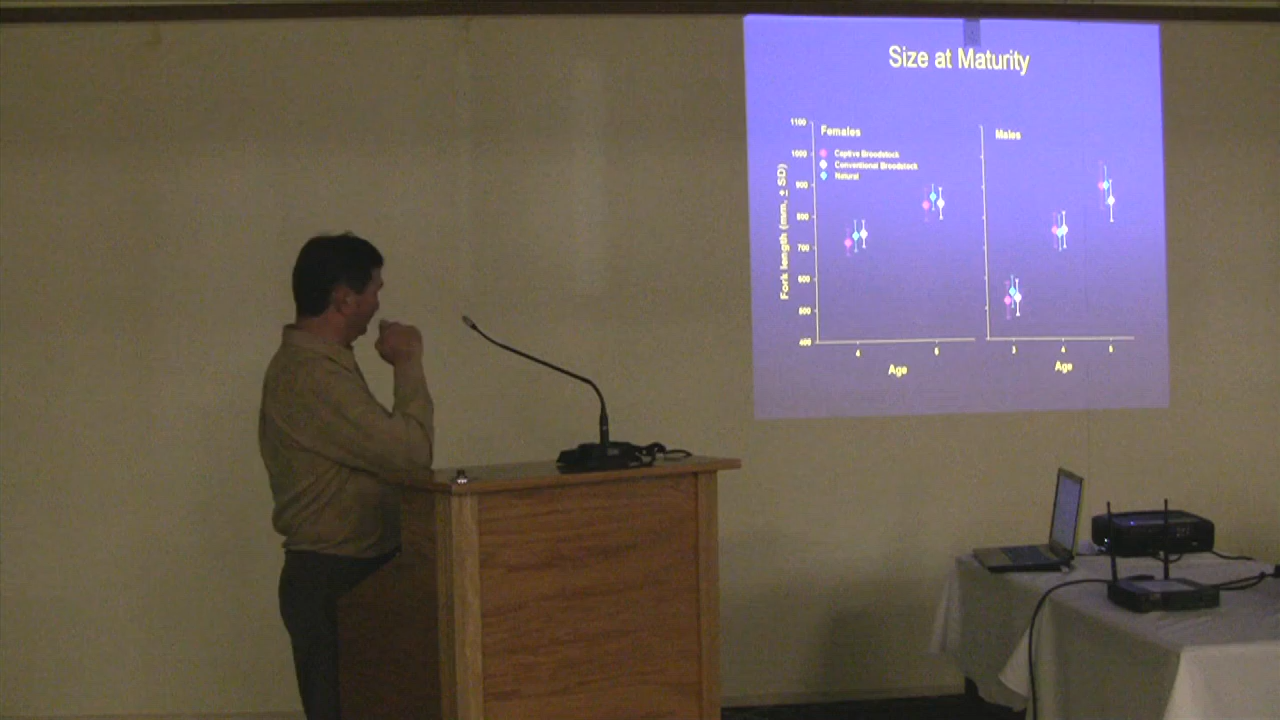 Size at Maturity
Fork length (mm, ± SD)
1100
1000
900
800
700
600
500
400
Females
Captive Broodstock
Conventional Broodstock
Natural
4
5
Age
Males
3
4
5
Age